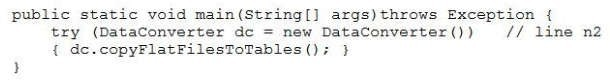 public static void main(String[] args)throws Exception {
    try (DataConverter dc = new DataConverter())   // line n2
    { dc.copyFlatFilesToTables(); }
}